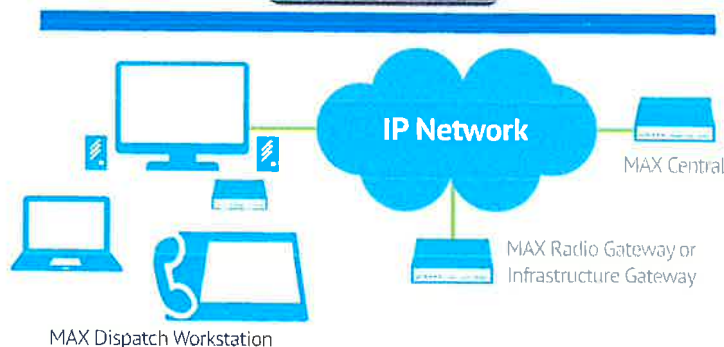 IP Network
MAX Central
MAX Radio Gateway or
Infrastructure Gateway
MAX Dispatch Workstation